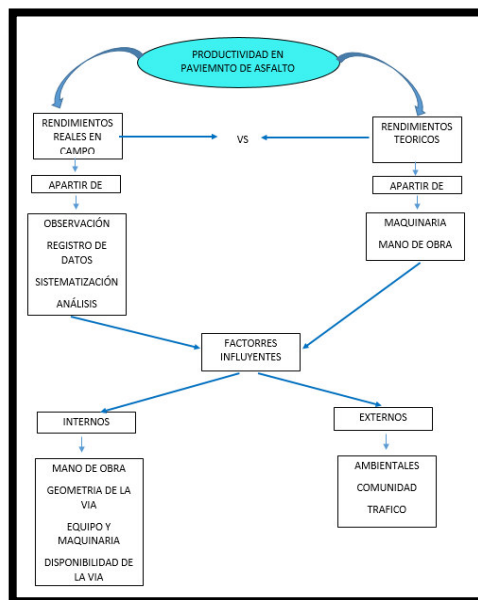 PRODUCTIVIDAD EN
PAVIEMNTO DE ASFALTO
RENDIMIENTOS
REALES EN
CAMPO
VS
RENDIMIENTOS
TEORICOS
APARTIR DE
APARTIR DE
OBSERVACIÓN
REGISTRO DE
DATOS
SISTEMATIZACIÓN
ANÁLISIS
MAQUINARIA
MANO DE OBRA
FACTORRES
INFLUYENTES
INTERNOS
EXTERNOS
MANO DE OBRA
GEOMETRIA DE LA
VIA
EQUIPO Y
MAQUINARIA
DISPONIBILIDAD DE
LA VIA
AMBIENTALES
COMUNIDAD
TRAFICO